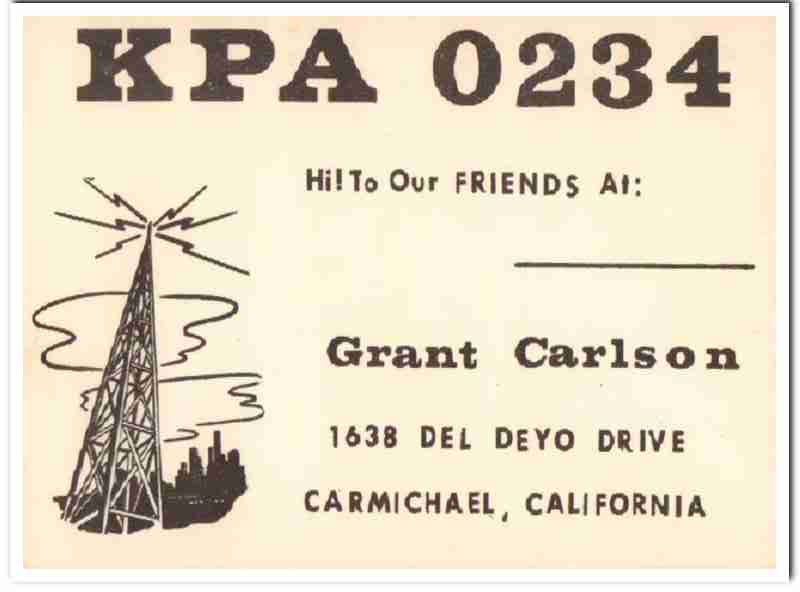 KPA 0234
Hi! To Our FRIENDS At:
Grant Carlson
1638 DEL DEYO DRIVE
CARMICHAEL, CALIFORNIA